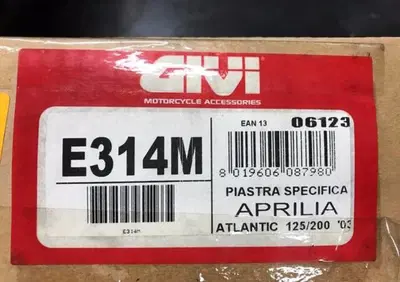 GIVI
MOTORCYCLE ACCESSORIES
EAN 13 06123
E314M
8 019606 087980
E314M
PIASTRA SPECIFICA
APRILIA
ATLANTIC 125/200 '03